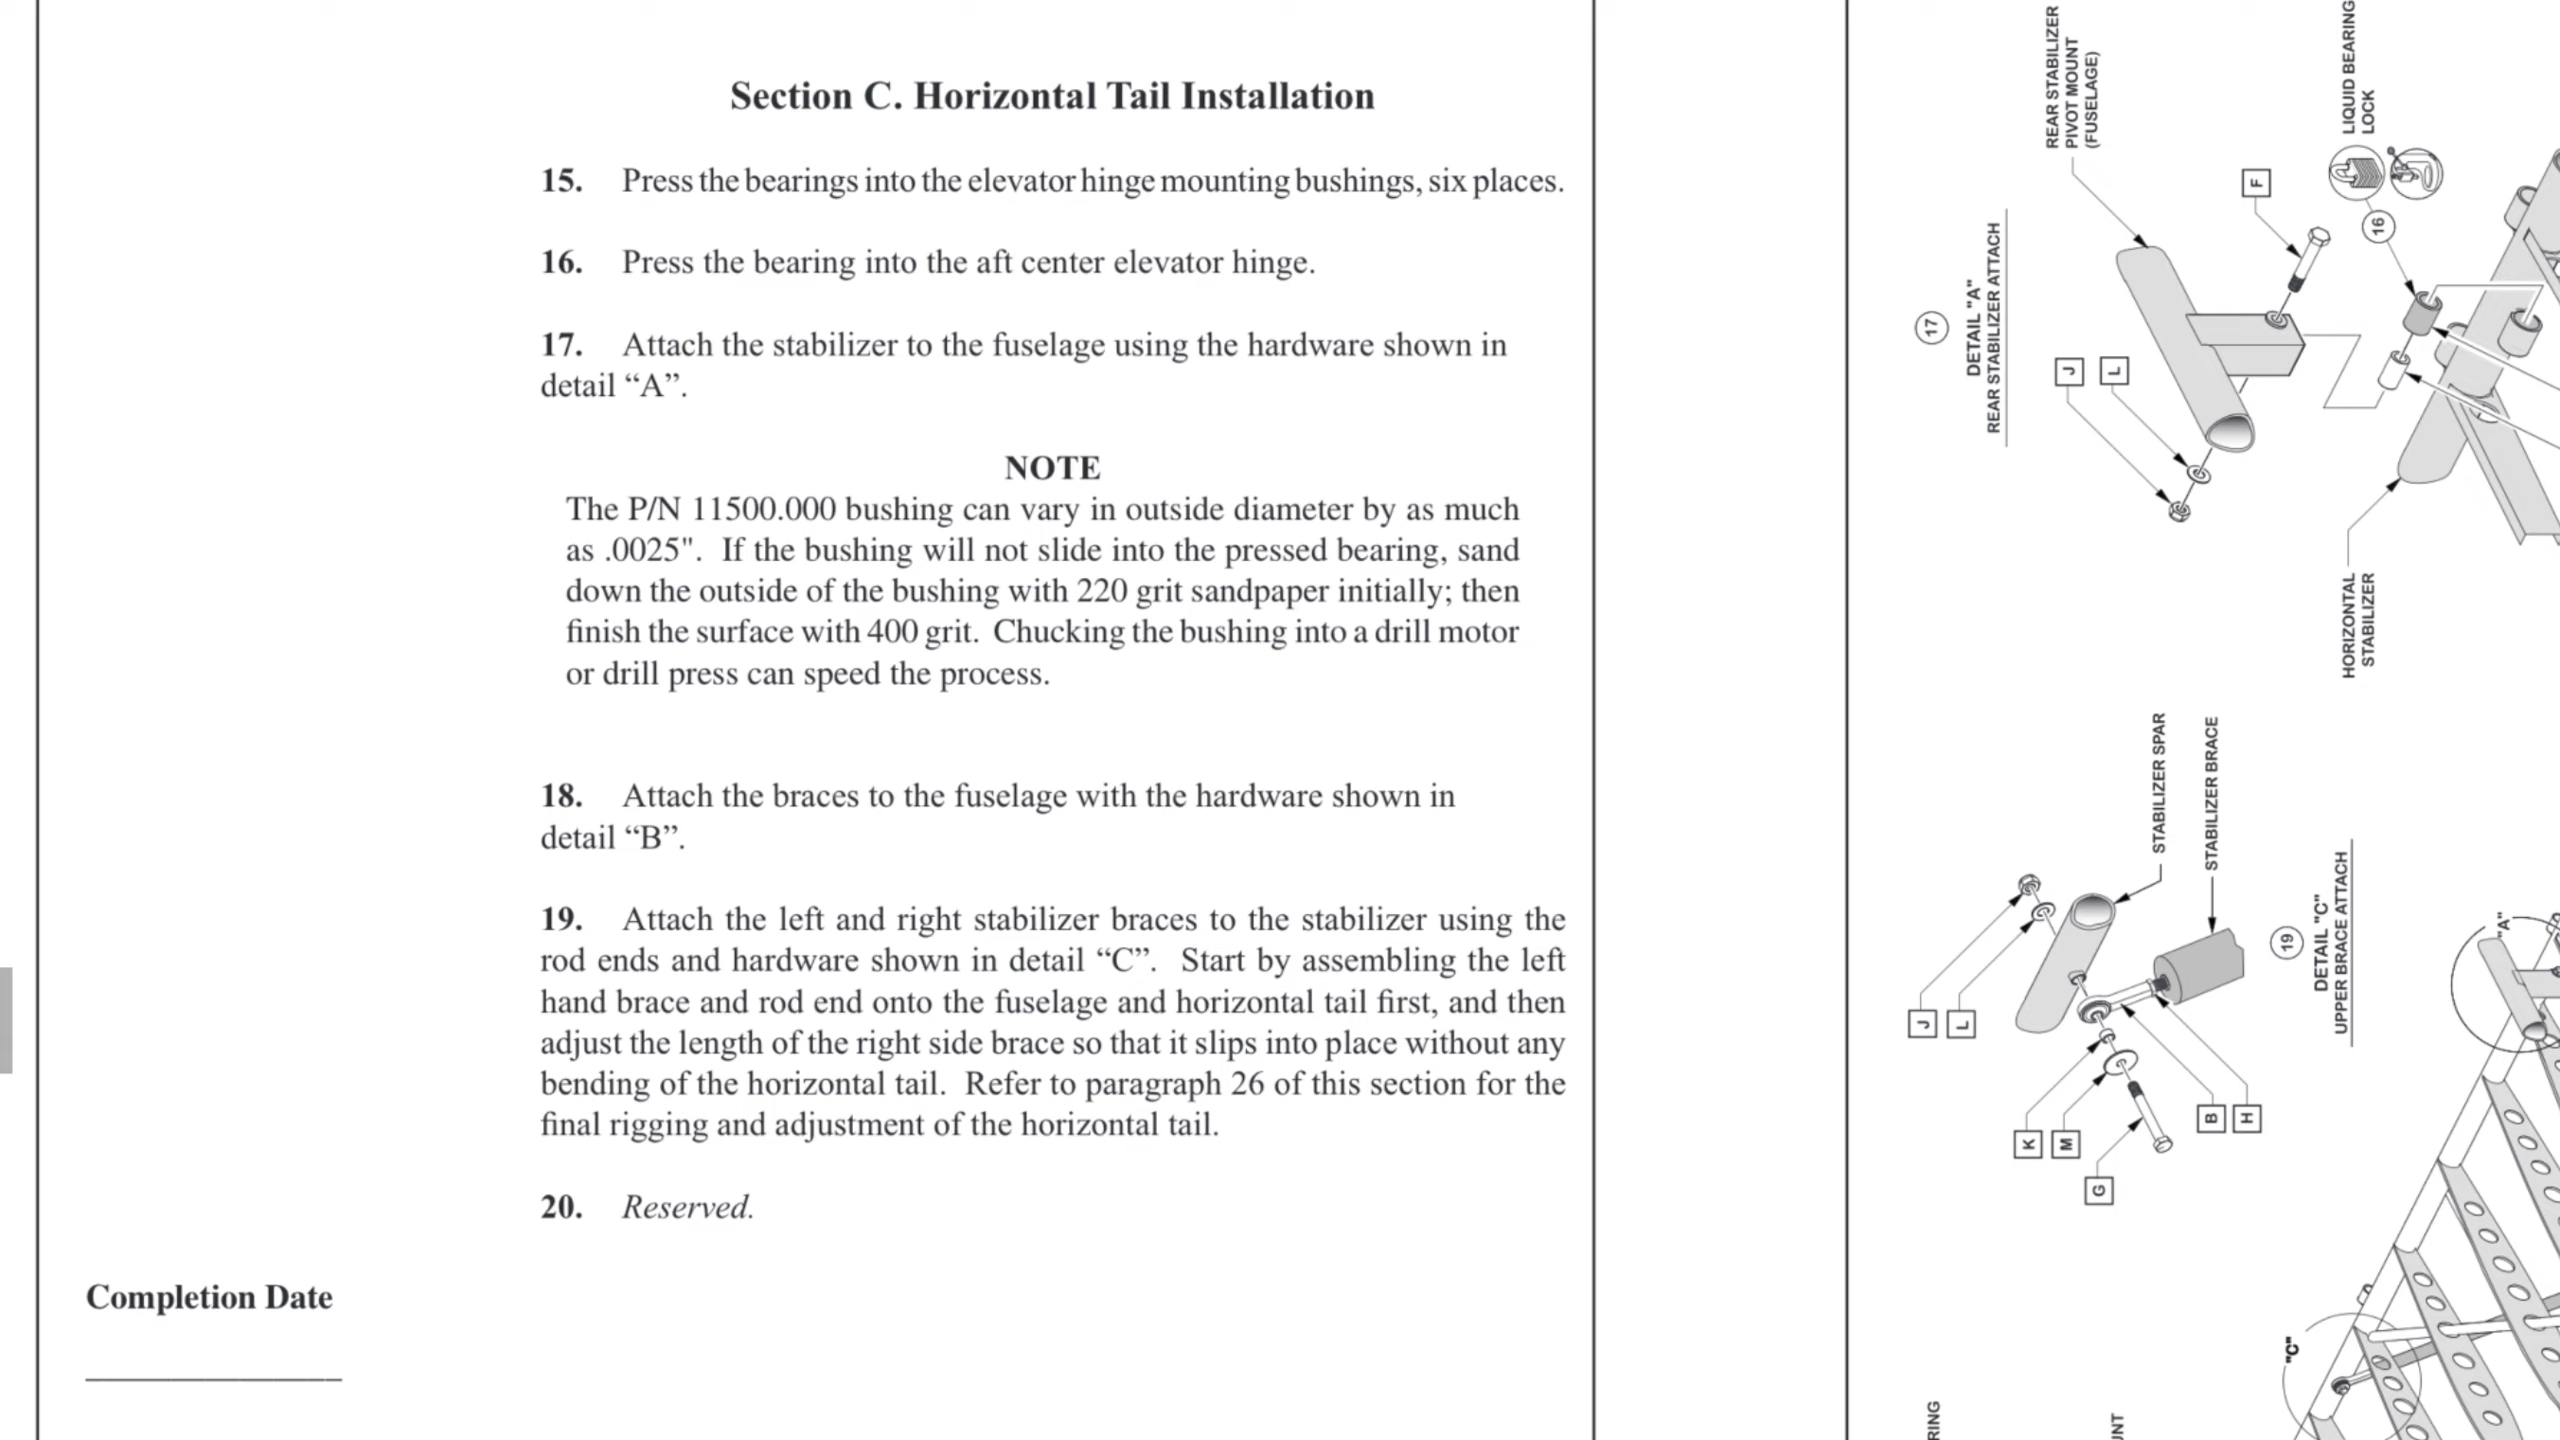 Section C. Horizontal Tail Installation
15. Press the bearings into the elevator hinge mounting bushings, six places.
16. Press the bearing into the aft center elevator hinge.
17. Attach the stabilizer to the fuselage using the hardware shown in
detail “A”.
NOTE
The P/N 11500.000 bushing can vary in outside diameter by as much
as .0025". If the bushing will not slide into the pressed bearing, sand
down the outside of the bushing with 220 grit sandpaper initially; then
finish the surface with 400 grit. Chucking the bushing into a drill motor
or drill press can speed the process.
18. Attach the braces to the fuselage with the hardware shown in
detail “B”.
19. Attach the left and right stabilizer braces to the stabilizer using the
rod ends and hardware shown in detail “C”. Start by assembling the left
hand brace and rod end onto the fuselage and horizontal tail first, and then
adjust the length of the right side brace so that it slips into place without any
bending of the horizontal tail. Refer to paragraph 26 of this section for the
final rigging and adjustment of the horizontal tail.
20. Reserved.
Completion Date
17
DETAIL "A"
REAR STABILIZER ATTACH
REAR STABILIZER
PIVOT MOUNT
(FUSELAGE)
F
LIQUID BEARING
LOCK
16
J
L
HORIZONTAL
STABILIZER
STABILIZER SPAR
STABILIZER BRACE
19
DETAIL "C"
UPPER BRACE ATTACH
J
L
K
M
G
B
H
"A"
"C"
RING
UNT